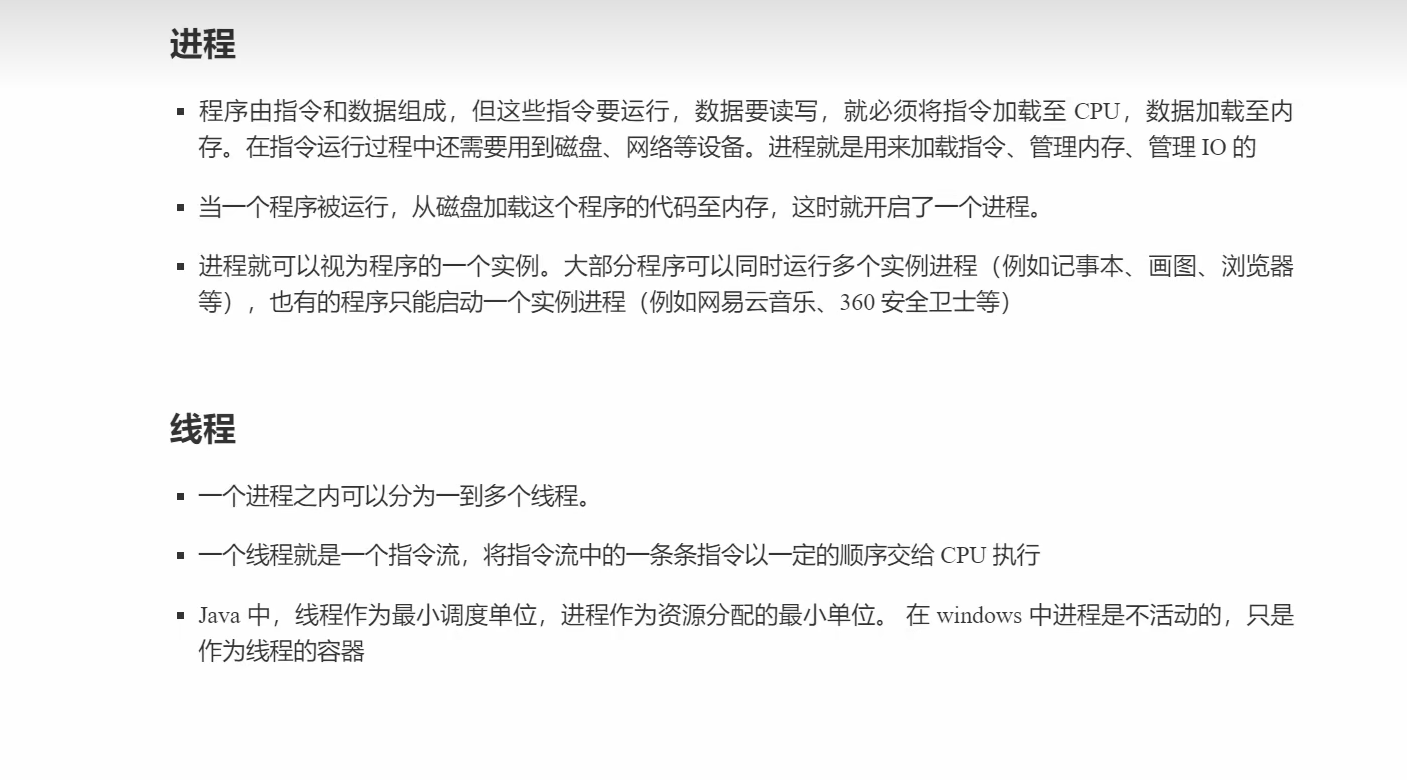 进程
▪ 程序由指令和数据组成，但这些指令要运行，数据要读写，就必须将指令加载至 CPU，数据加载至内
存。在指令运行过程中还需要用到磁盘、网络等设备。进程就是用来加载指令、管理内存、管理 IO 的
▪ 当一个程序被运行，从磁盘加载这个程序的代码至内存，这时就开启了一个进程。
▪ 进程就可以视为程序的一个实例。大部分程序可以同时运行多个实例进程（例如记事本、画图、浏览器
等），也有的程序只能启动一个实例进程（例如网易云音乐、360 安全卫士等）
线程
▪ 一个进程之内可以分为一到多个线程。
▪ 一个线程就是一个指令流，将指令流中的一条条指令以一定的顺序交给 CPU 执行
▪ Java 中，线程作为最小调度单位，进程作为资源分配的最小单位。 在 windows 中进程是不活动的，只是
作为线程的容器